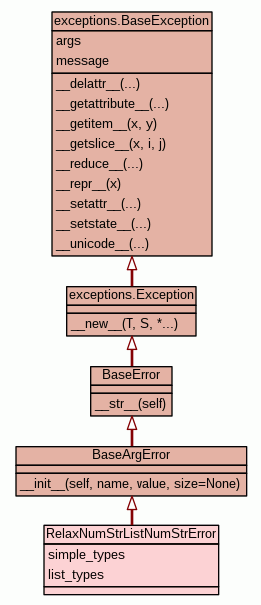 exceptions.BaseException
args
message
__delattr__(...)
__getattribute__(...)
__getitem__(x, y)
__getslice__(x, i, j)
__reduce__(...)
__repr__(x)
__setattr__(...)
__setstate__(...)
__unicode__(...)
exceptions.Exception
__new__(T, S, *...)
BaseError
__str__(self)
BaseArgError
__init__(self, name, value, size=None)
RelaxNumStrListNumStrError
simple_types
list_types